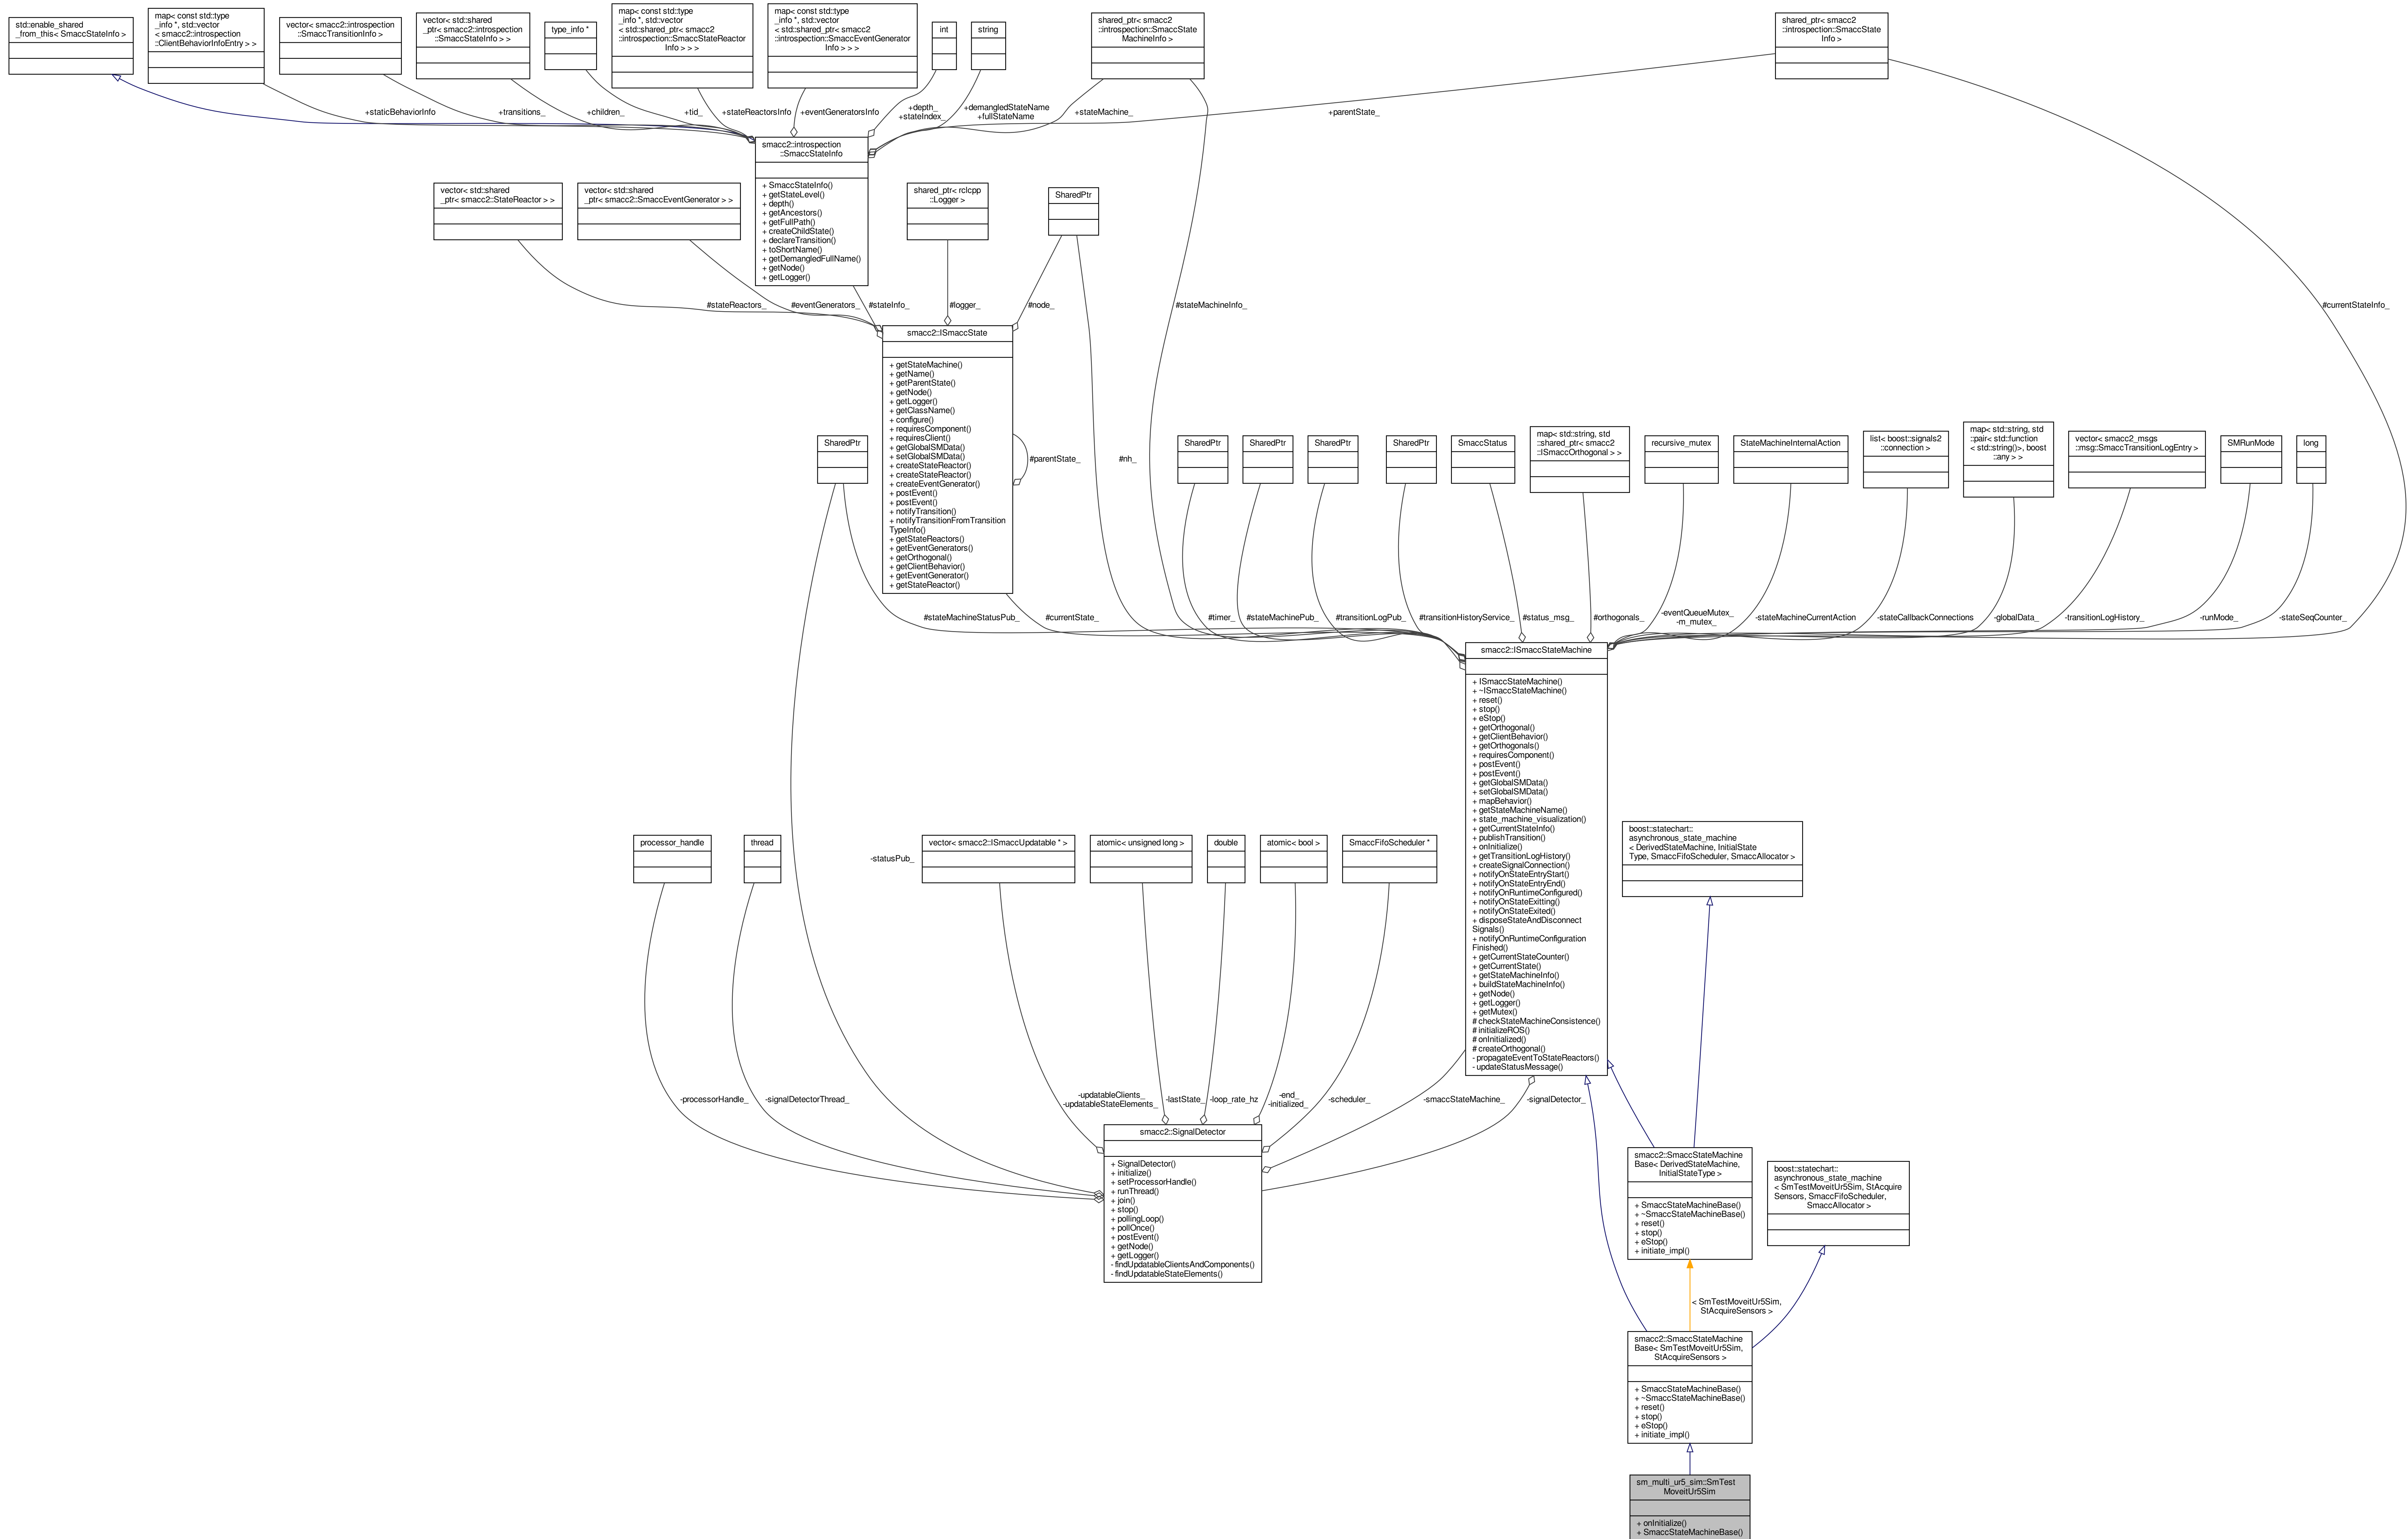 std::enable_shared
_from_this< SmaccStateInfo >
map< const std::type
_info *, std::vector
< smacc2::introspection
::ClientBehaviorInfoEntry > >
vector< smacc2::introspection
::SmaccTransitionInfo >
vector< std::shared
_ptr< smacc2::introspection
::SmaccStateInfo > >
type_info *
map< const std::type
_info *, std::vector
< std::shared_ptr< smacc2
::introspection::SmaccStateReactor
Info > > >
map< const std::type
_info *, std::vector
< std::shared_ptr< smacc2
::introspection::SmaccEventGenerator
Info > > >
int
string
shared_ptr< smacc2
::introspection::SmaccState
MachineInfo >
shared_ptr< smacc2
::introspection::SmaccState
Info >
+staticBehaviorInfo
+transitions_
+children_
+tid_
+stateReactorsInfo
+eventGeneratorsInfo
+depth_
+stateIndex_
+demangledStateName
+fullStateName
+stateMachine_
+parentState_
smacc2::introspection
::SmaccStateInfo
+ SmaccStateInfo()
+ getStateLevel()
+ depth()
+ getAncestors()
+ getFullPath()
+ createChildState()
+ declareTransition()
+ toShortName()
+ getDemangledFullName()
+ getNode()
+ getLogger()
vector< std::shared
_ptr< smacc2::StateReactor > >
vector< std::shared
_ptr< smacc2::SmaccEventGenerator > >
shared_ptr< rclcpp
::Logger >
SharedPtr
#stateReactors_
#eventGenerators_
#stateInfo_
#logger_
#node_
#stateMachineInfo_
#currentStateInfo_
smacc2::ISmaccState
+ getStateMachine()
+ getName()
+ getParentState()
+ getNode()
+ getLogger()
+ getClassName()
+ configure()
+ requiresComponent()
+ requiresClient()
+ getGlobalSMData()
+ setGlobalSMData()
+ createStateReactor()
+ createStateReactor()
+ createEventGenerator()
+ postEvent()
+ postEvent()
+ notifyTransition()
+ notifyTransitionFromTransition
TypeInfo()
+ getStateReactors()
+ getEventGenerators()
+ getOrthogonal()
+ getClientBehavior()
+ getEventGenerator()
+ getStateReactor()
#parentState_
#nh_
SharedPtr
SharedPtr
SharedPtr
SharedPtr
SharedPtr
SmaccStatus
map< std::string, std
::shared_ptr< smacc2
::ISmaccOrthogonal > >
recursive_mutex
StateMachineInternalAction
list< boost::signals2
::connection >
map< std::string, std
::pair< std::function
< std::string()>, boost
::any > >
vector< smacc2_msgs
::msg::SmaccTransitionLogEntry >
SMRunMode
long
#stateMachineStatusPub_
#currentState_
#timer_
#stateMachinePub_
#transitionLogPub_
#transitionHistoryService_
#status_msg_
#orthogonals_
-eventQueueMutex_
-m_mutex_
-stateMachineCurrentAction
-stateCallbackConnections
-globalData_
-transitionLogHistory_
-runMode_
-stateSeqCounter_
smacc2::ISmaccStateMachine
+ ISmaccStateMachine()
+ ~ISmaccStateMachine()
+ reset()
+ stop()
+ eStop()
+ getOrthogonal()
+ getClientBehavior()
+ getOrthogonals()
+ requiresComponent()
+ postEvent()
+ postEvent()
+ getGlobalSMData()
+ setGlobalSMData()
+ mapBehavior()
+ getStateMachineName()
+ state_machine_visualization()
+ getCurrentStateInfo()
+ publishTransition()
+ onInitialize()
+ getTransitionLogHistory()
+ createSignalConnection()
+ notifyOnStateEntryStart()
+ notifyOnStateEntryEnd()
+ notifyOnRuntimeConfigured()
+ notifyOnStateExitting()
+ notifyOnStateExited()
+ disposeStateAndDisconnect
Signals()
+ notifyOnRuntimeConfiguration
Finished()
+ getCurrentStateCounter()
+ getCurrentState()
+ getStateMachineInfo()
+ buildStateMachineInfo()
+ getNode()
+ getLogger()
+ getMutex()
# checkStateMachineConsistence()
# initializeROS()
# onInitialized()
# createOrthogonal()
- propagateEventToStateReactors()
- updateStatusMessage()
processor_handle
thread
-statusPub_
vector< smacc2::ISmaccUpdatable * >
atomic< unsigned long >
double
atomic< bool >
SmaccFifoScheduler *
boost::statechart::
asynchronous_state_machine
< DerivedStateMachine, InitialState
Type, SmaccFifoScheduler, SmaccAllocator >
-processorHandle_
-signalDetectorThread_
-updatableClients_
-updatableStateElements_
-lastState_
-loop_rate_hz
-end_
-initialized_
-scheduler_
-smaccStateMachine_
-signalDetector_
smacc2::SignalDetector
+ SignalDetector()
+ initialize()
+ setProcessorHandle()
+ runThread()
+ join()
+ stop()
+ pollingLoop()
+ pollOnce()
+ postEvent()
+ getNode()
+ getLogger()
- findUpdatableClientsAndComponents()
- findUpdatableStateElements()
smacc2::SmaccStateMachine
Base< DerivedStateMachine,
InitialStateType >
+ SmaccStateMachineBase()
+ ~SmaccStateMachineBase()
+ reset()
+ stop()
+ eStop()
+ initiate_impl()
boost::statechart::
asynchronous_state_machine
< SmTestMoveitUr5Sim, StAcquire
Sensors, SmaccFifoScheduler,
SmaccAllocator >
< SmTestMoveitUr5Sim,
StAcquireSensors >
smacc2::SmaccStateMachine
Base< SmTestMoveitUr5Sim,
StAcquireSensors >
+ SmaccStateMachineBase()
+ ~SmaccStateMachineBase()
+ reset()
+ stop()
+ eStop()
+ initiate_impl()
sm_multi_ur5_sim::SmTest
MoveitUr5Sim
+ onInitialize()
+ SmaccStateMachineBase()